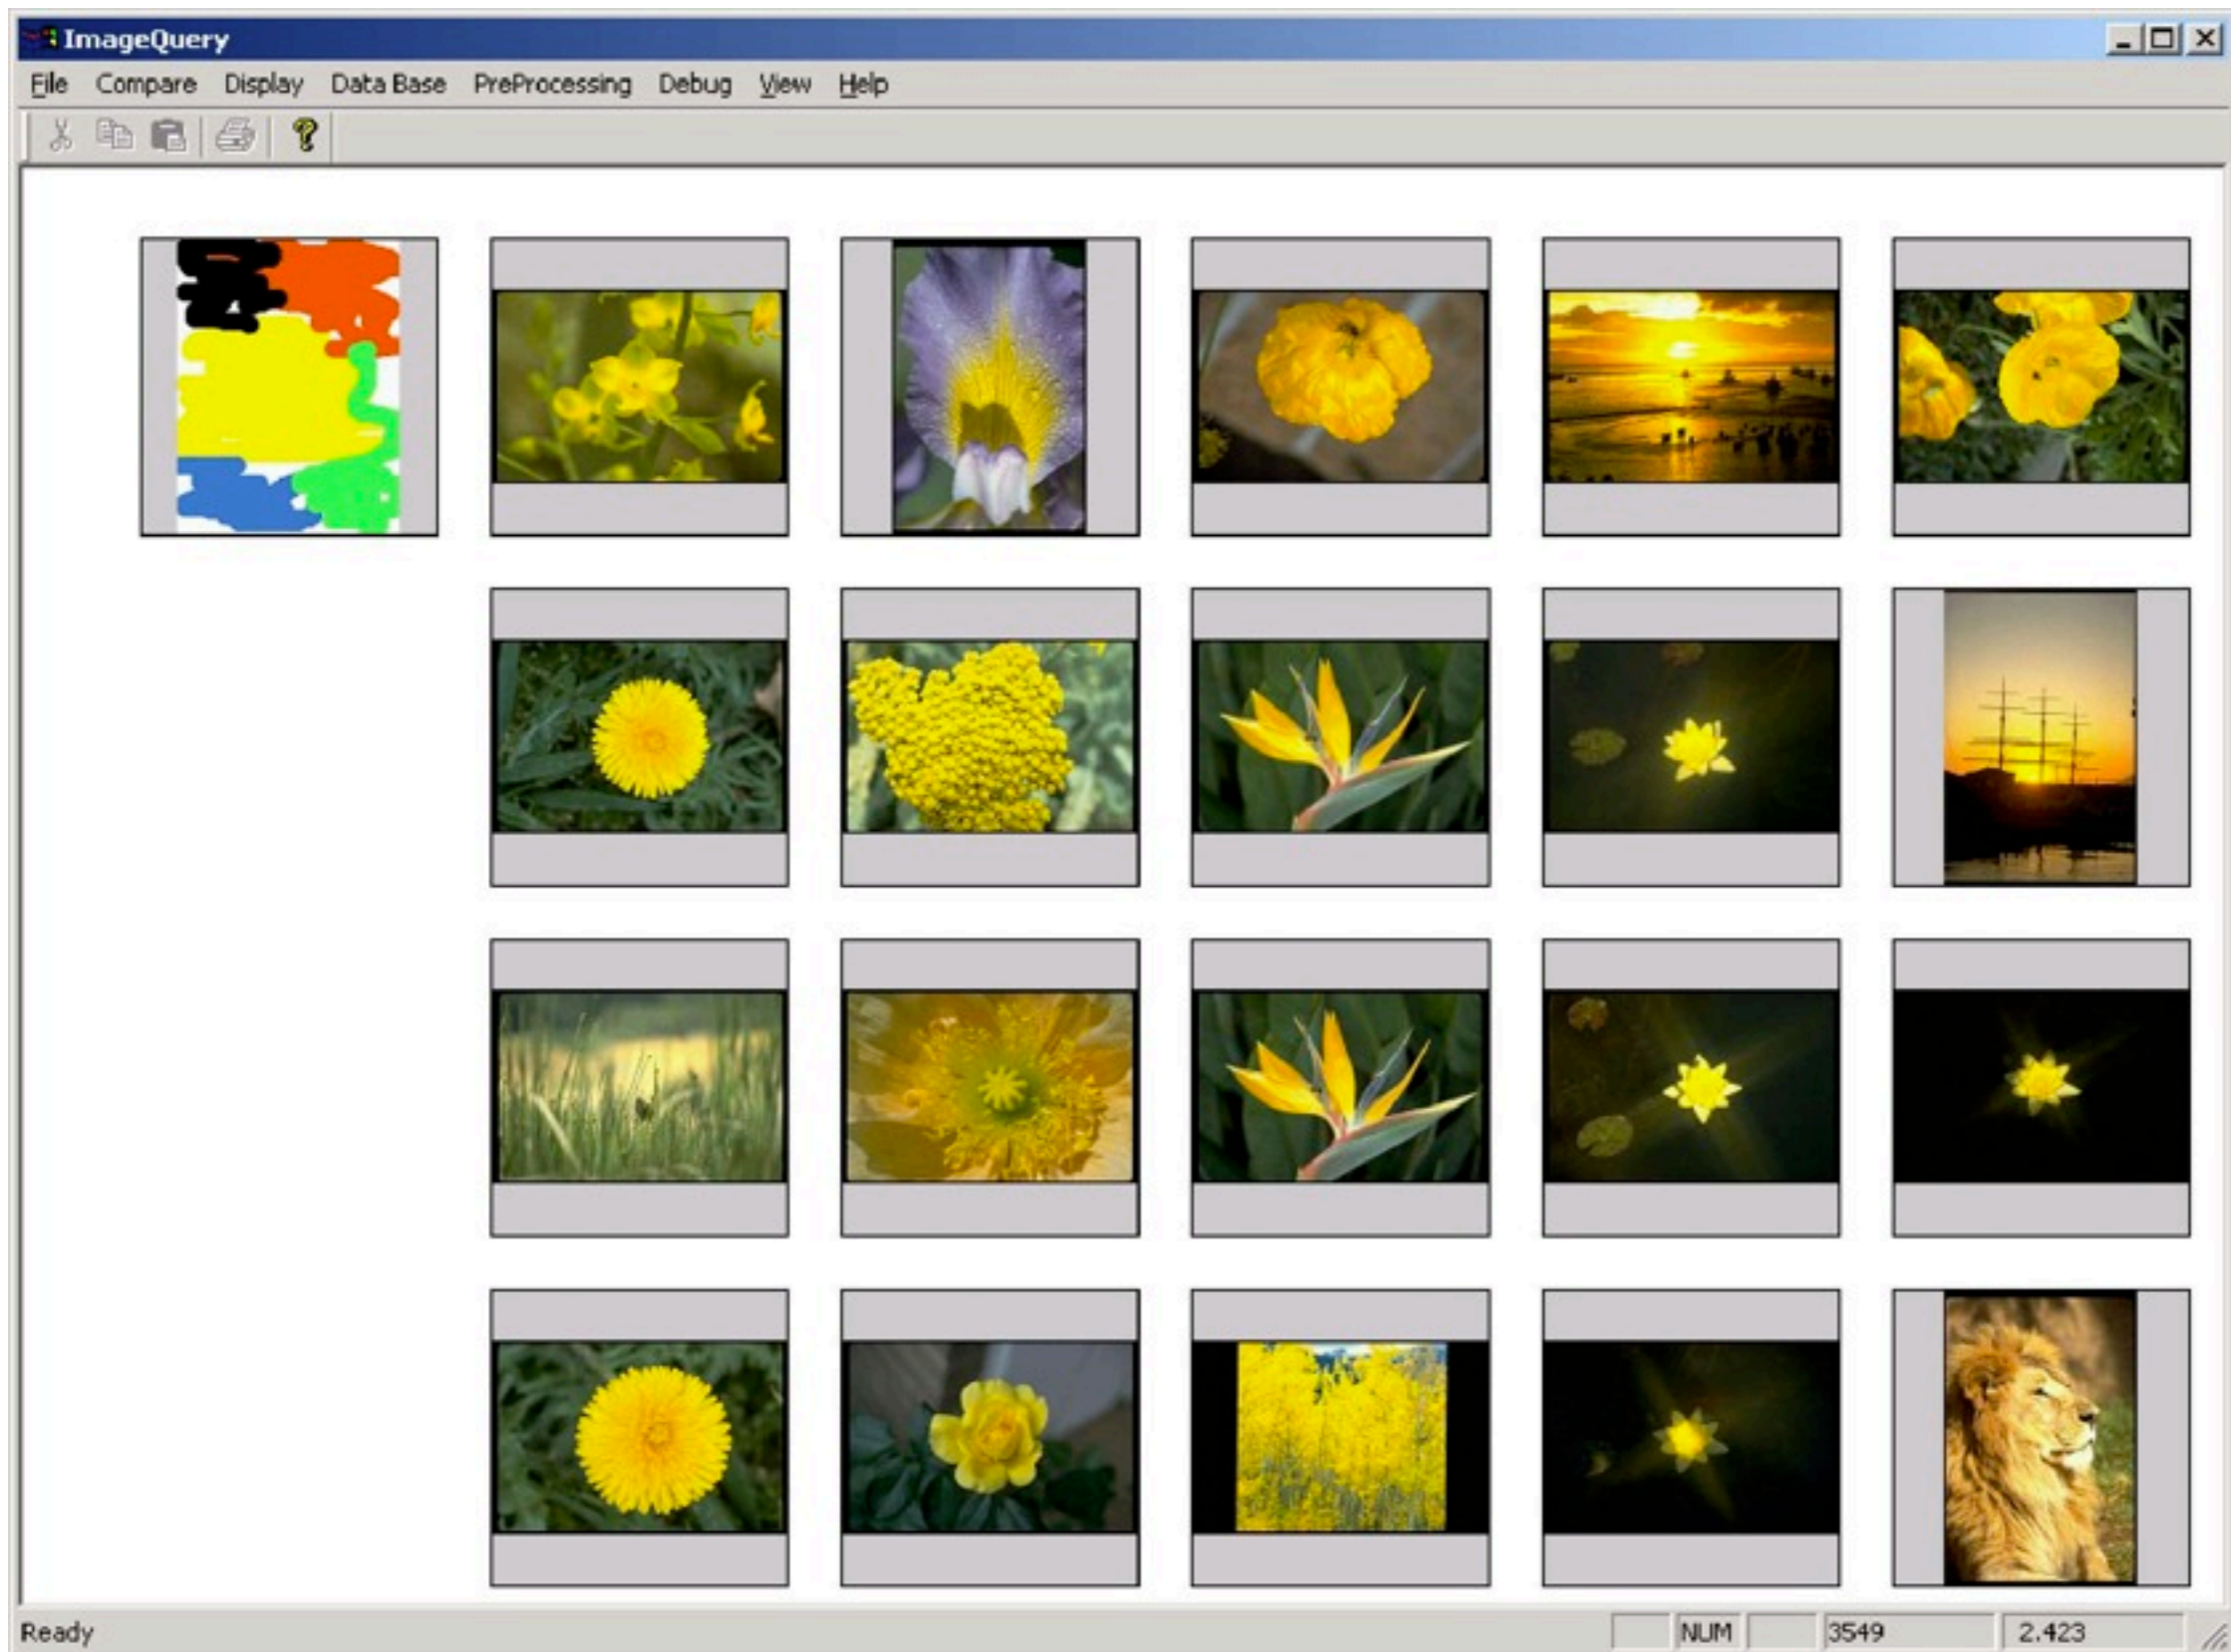 ImageQuery
File Compare Display Data Base PreProcessing Debug View Help
Ready NUM 3549 2.423